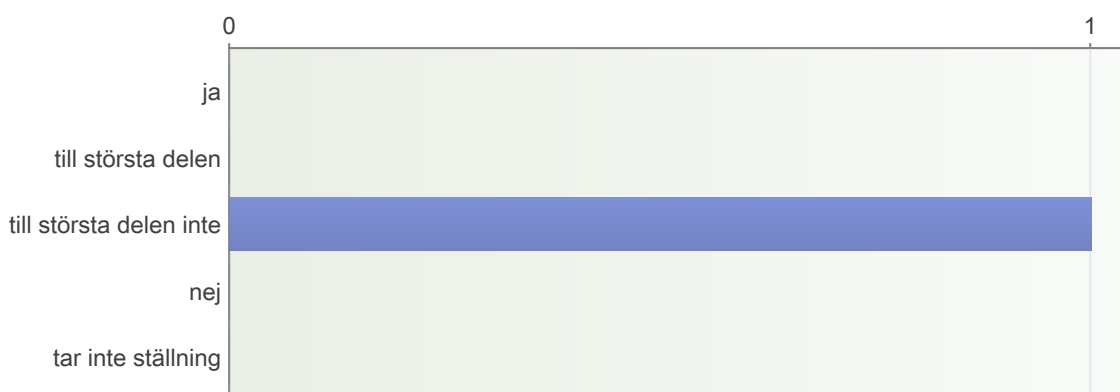 0 1
ja
till största delen
till största delen inte
nej
tar inte ställning